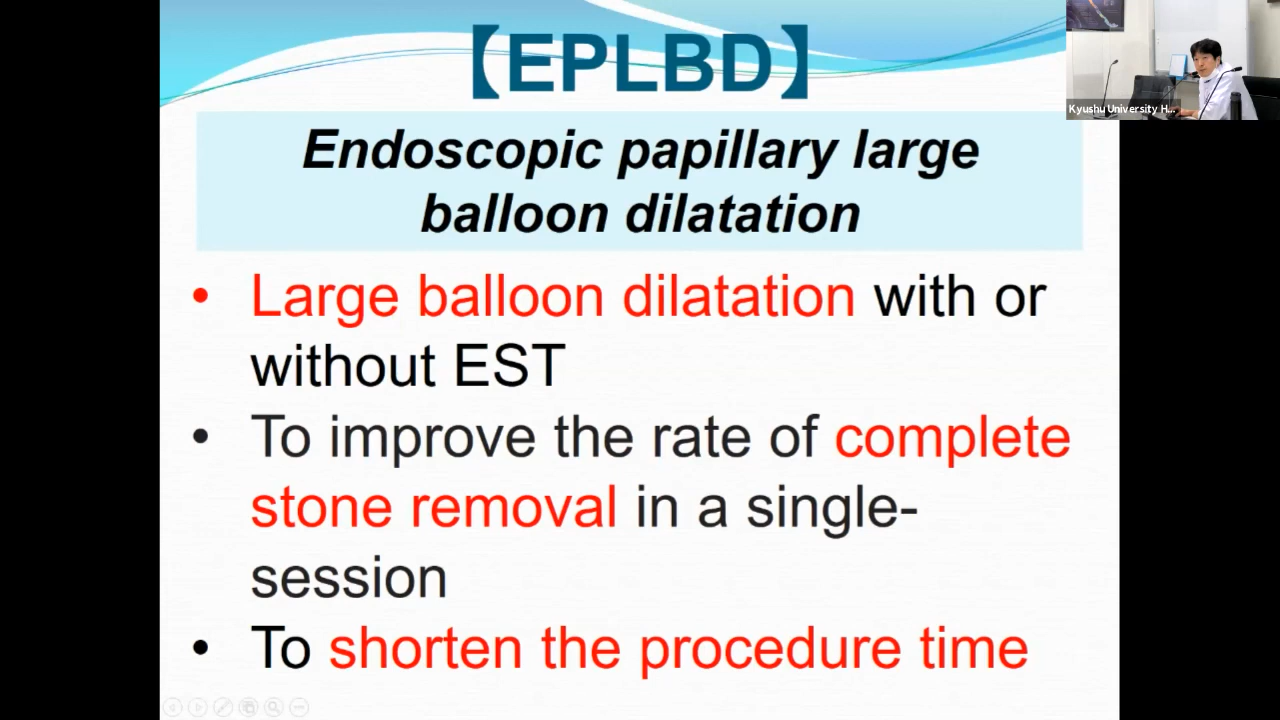 【EPLBD】
Kyushu University H...
Endoscopic papillary large
balloon dilatation
• Large balloon dilatation with or
without EST
• To improve the rate of complete
stone removal in a single-
session
• To shorten the procedure time